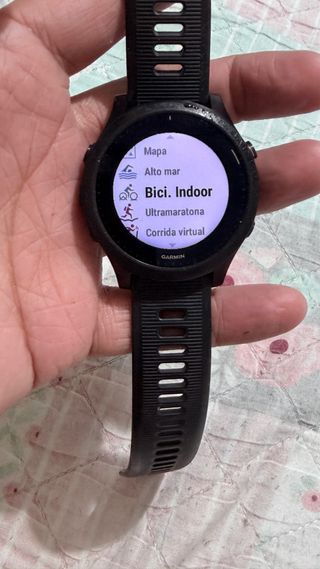 Mapa
Alto mar
Bici. Indoor
Ultramaratona
Corrida virtual
GARMIN